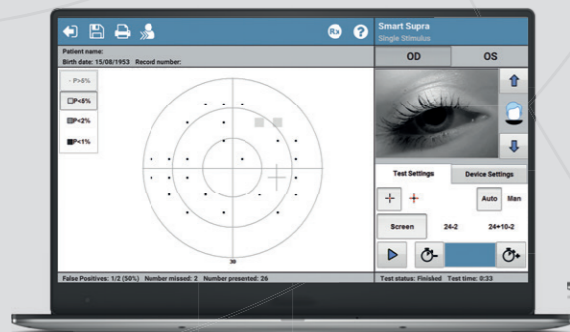 Rx ?
Smart Supra
Single Stimulus
Patient name:
Birth date: 15/08/1953 Record number:
OD OS
P>5%
P<5%
P<2%
P<1%
30
Test Settings Device Settings
Auto Man
Screen 24-2 24+10-2
False Positives: 1/2 (50%) Number missed: 2 Number presented: 26
Test status: Finished Test time: 0:33